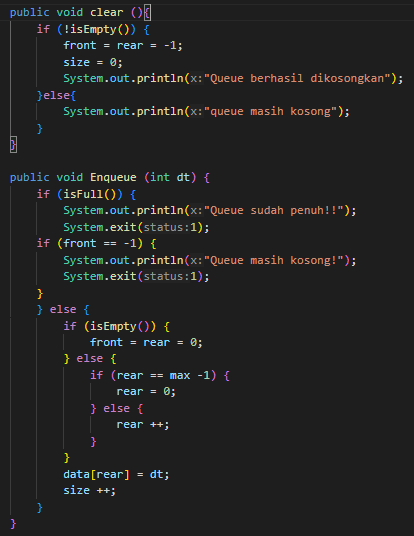 public void clear (){
    if (!isEmpty()) {
        front = rear = -1;
        size = 0;
        System.out.println(x:"Queue berhasil dikosongkan");
    }else{
        System.out.println(x:"queue masih kosong");
    }
}

public void Enqueue (int dt) {
    if (isFull()) {
        System.out.println(x:"Queue sudah penuh!!");
        System.exit(status:1);
    if (front == -1) {
        System.out.println(x:"Queue masih kosong!");
        System.exit(status:1);
    }
    } else {
        if (isEmpty()) {
            front = rear = 0;
        } else {
            if (rear == max -1) {
                rear = 0;
            } else {
                rear ++;
            }
        }
        data[rear] = dt;
        size ++;
    }
}